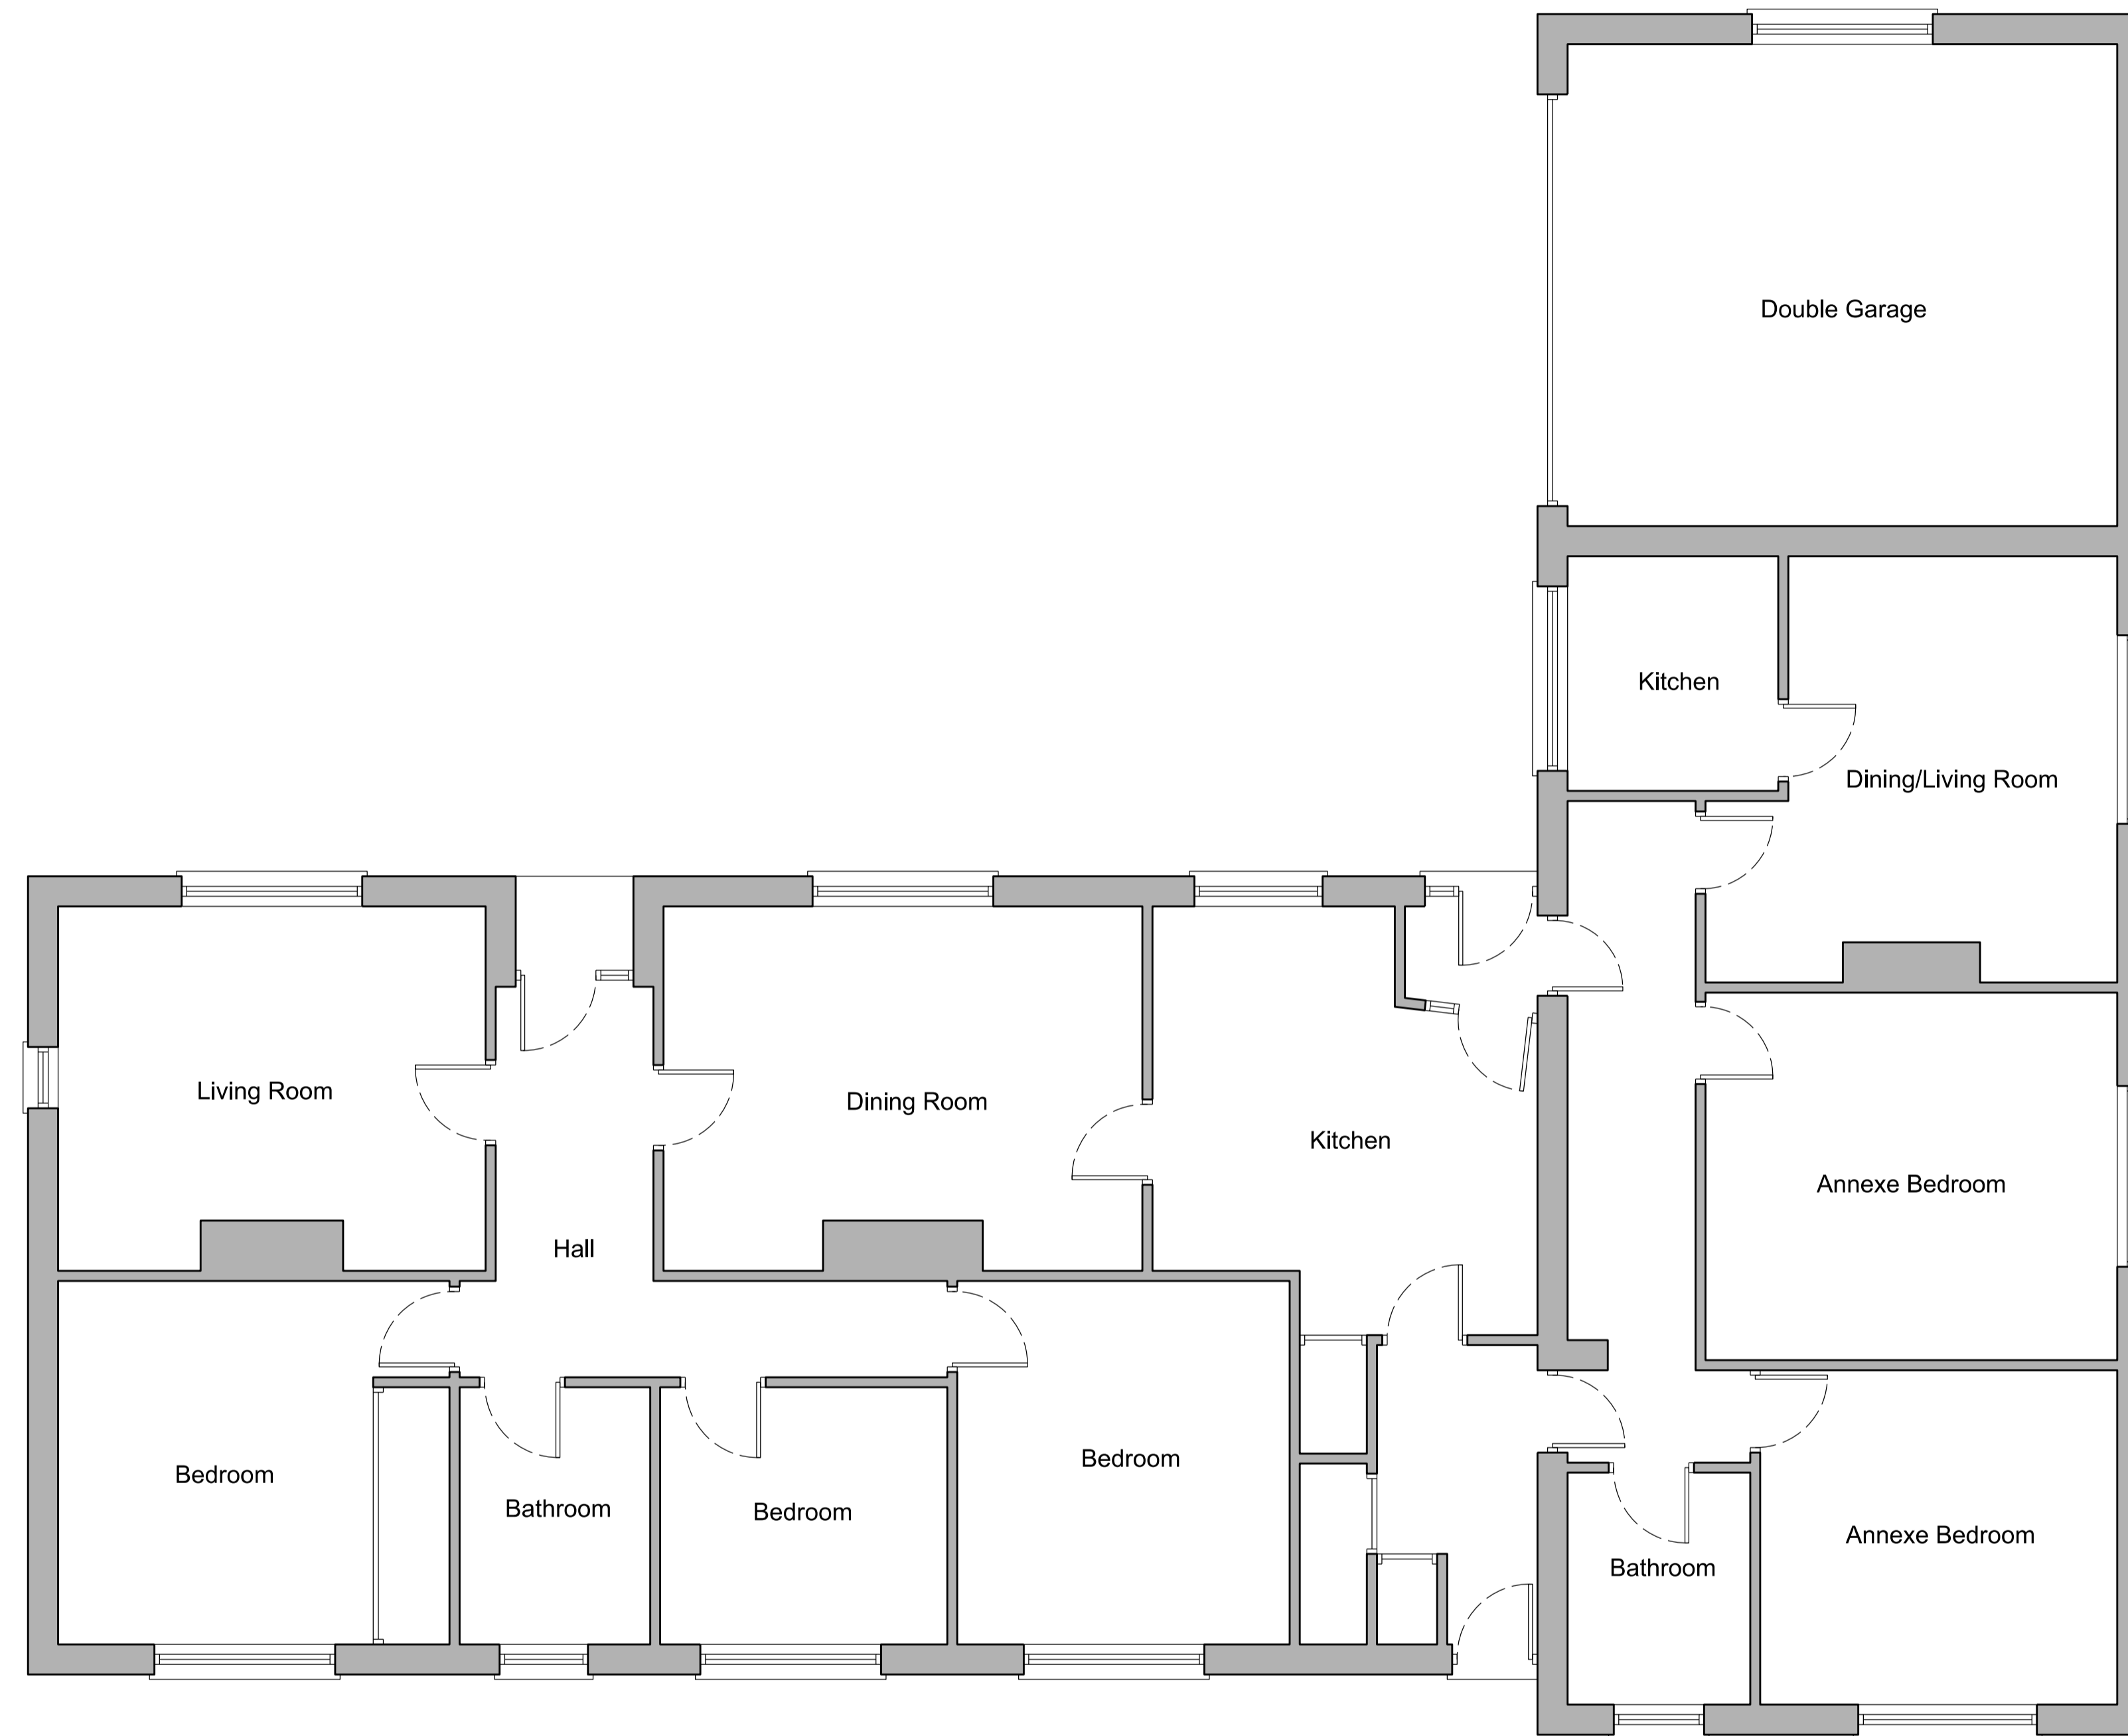 Double Garage
Kitchen
Dining/Living Room
Living Room
Dining Room
Kitchen
Annexe Bedroom
Hall
Bedroom
Bathroom
Bedroom
Bedroom
Bathroom
Annexe Bedroom